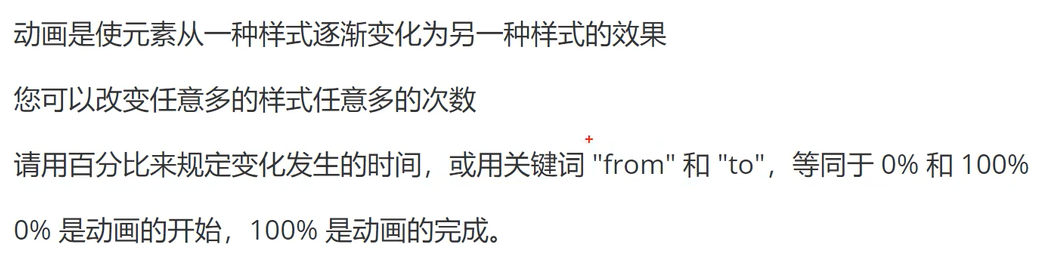 动画是使元素从一种样式逐渐变化为另一种样式的效果
您可以改变任意多的样式任意多的次数
请用百分比来规定变化发生的时间，或用关键词 "from" 和 "to"，等同于 0% 和 100%
0% 是动画的开始，100% 是动画的完成。